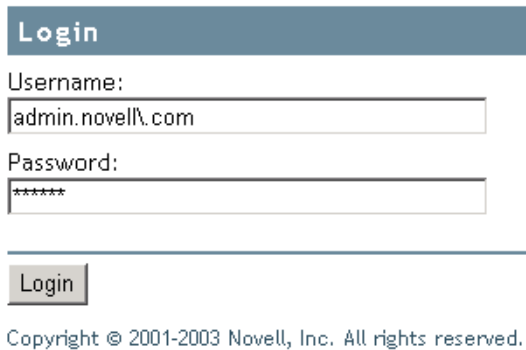 Login
Username:
admin.novell\.com
Password:
******
Login
Copyright © 2001-2003 Novell, Inc. All rights reserved.